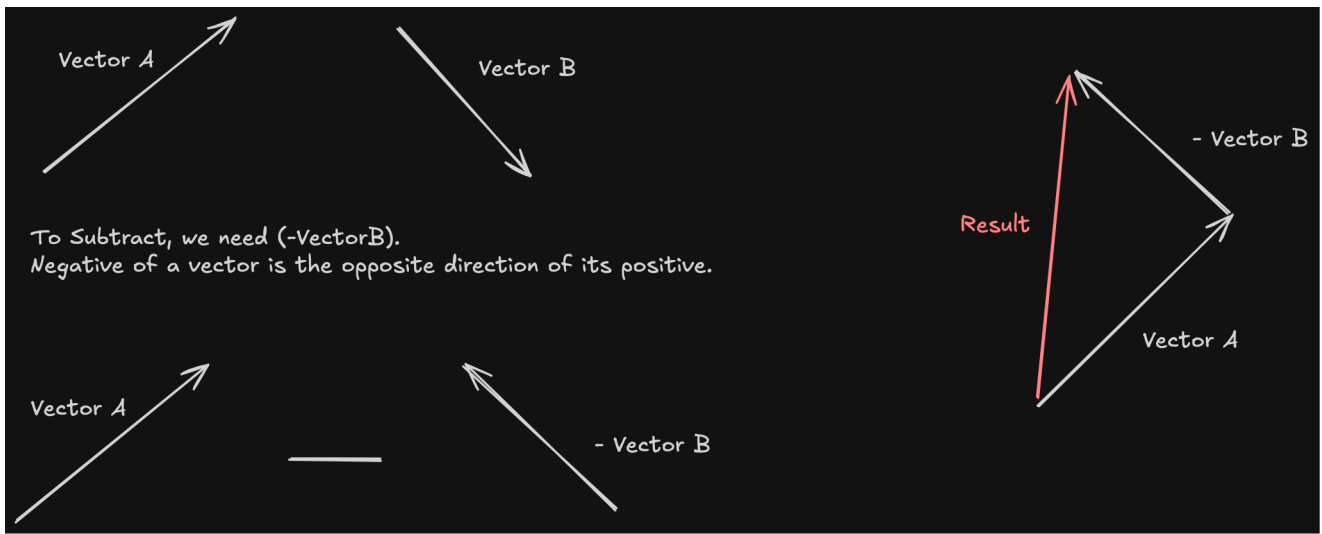 Vector A
Vector B
To Subtract, we need (-VectorB).
Negative of a vector is the opposite direction of its positive.
Vector A
- Vector B
- Vector B
Result
Vector A